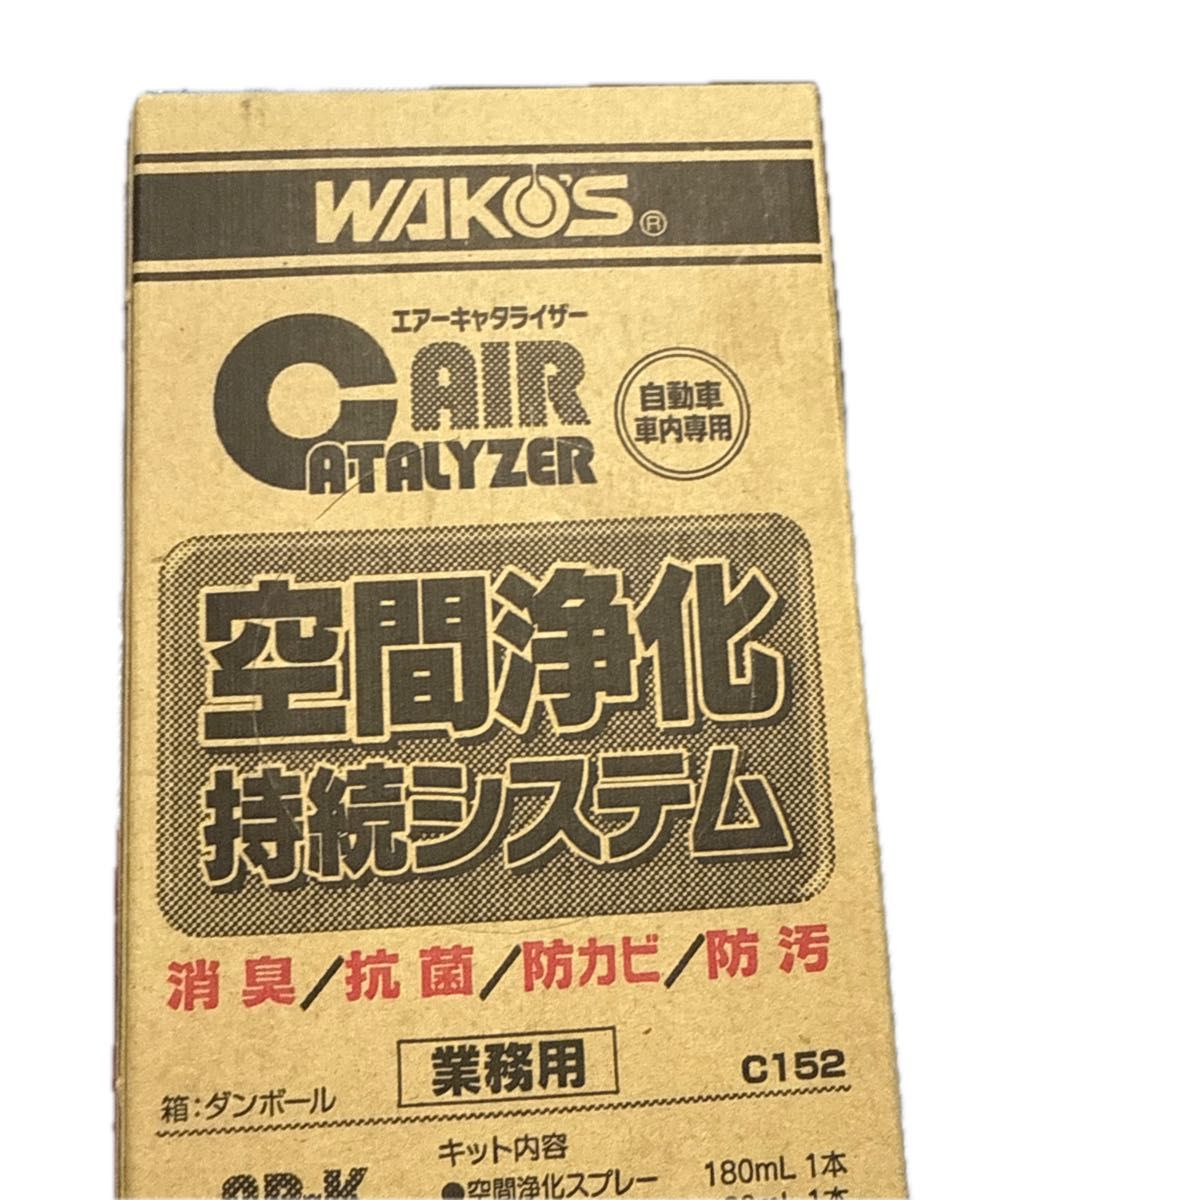 WAKO'S®
エアーキャタライザー
AIR
CATALYZER
自動車
車内専用
空間浄化
持続システム
消臭/抗菌/防カビ/防汚
業務用
C152
箱:ダンボール
キット内容
●空間浄化スプレー 180mL 1本